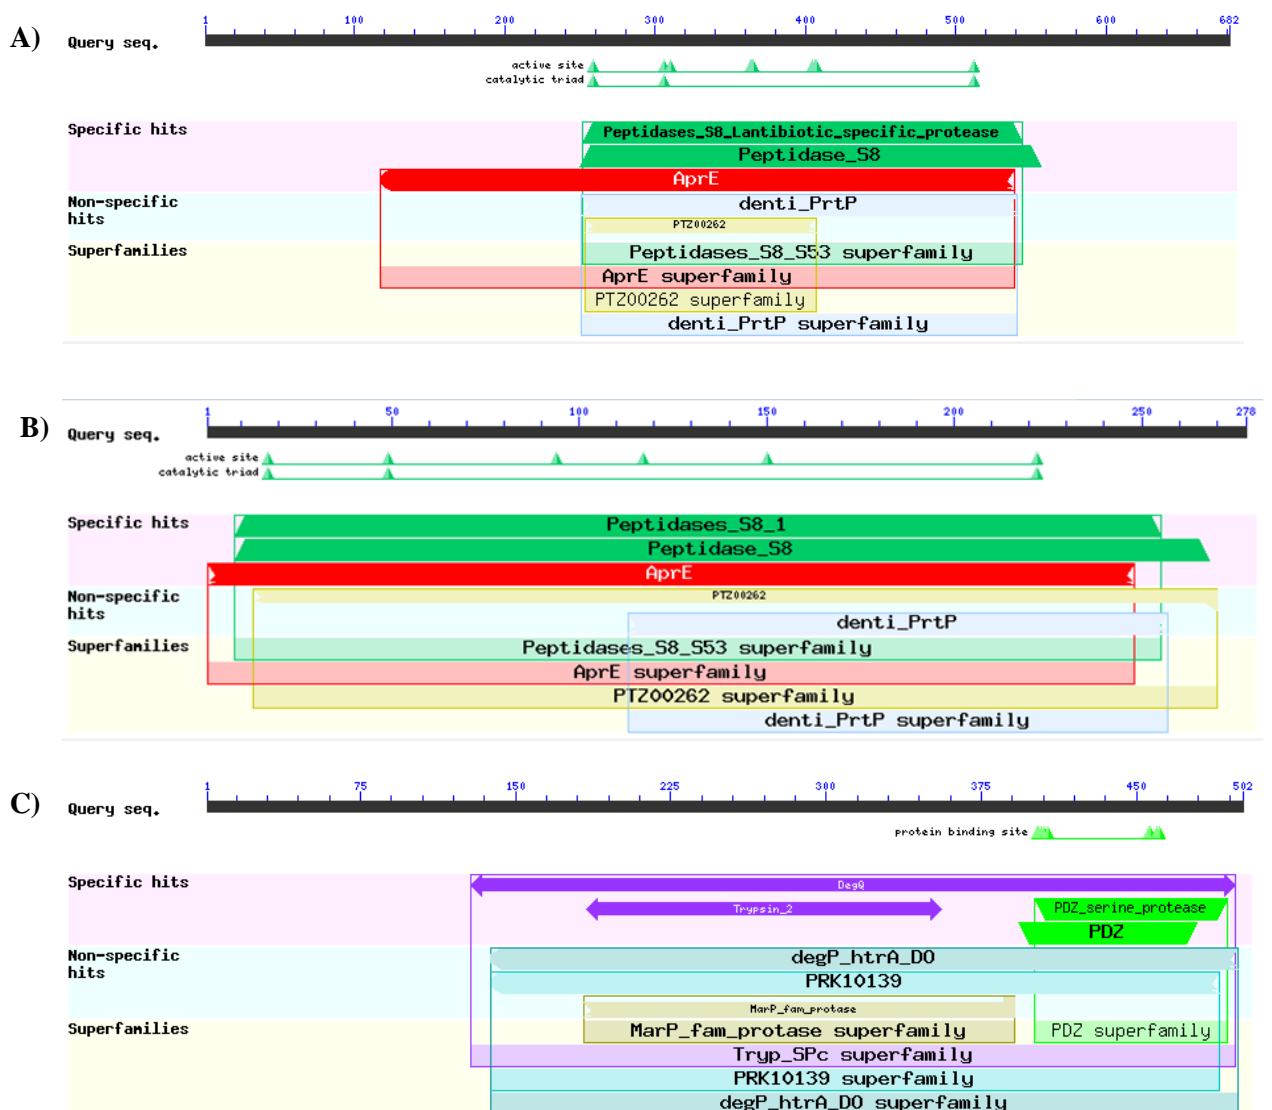 A)
1 100 200 300 400 500 600 682
Query seq.
active site
catalytic triad
Specific hits
Peptidases_S8_Lantibiotic_specific_protease
Peptidase_S8
AprE
Non-specific
hits
denti_PrtP
PTZ00262
Superfamilies
Peptidases_S8_S53 superfamily
AprE superfamily
PTZ00262 superfamily
denti_PrtP superfamily
B)
1 50 100 150 200 250 278
Query seq.
active site
catalytic triad
Specific hits
Peptidases_S8_1
Peptidase_S8
AprE
Non-specific
hits
PTZ00262
denti_PrtP
Superfamilies
Peptidases_S8_S53 superfamily
AprE superfamily
PTZ00262 superfamily
denti_PrtP superfamily
C)
1 75 150 225 300 375 450 502
Query seq.
protein binding site
Specific hits
DegQ
Trypsin_2
PDZ_serine_protease
PDZ
Non-specific
hits
degP_htrA_DO
PRK10139
MarP_fam_protase
Superfamilies
MarP_fam_protase superfamily
PDZ superfamily
Tryp_SPc superfamily
PRK10139 superfamily
degP_htrA_DO superfamily